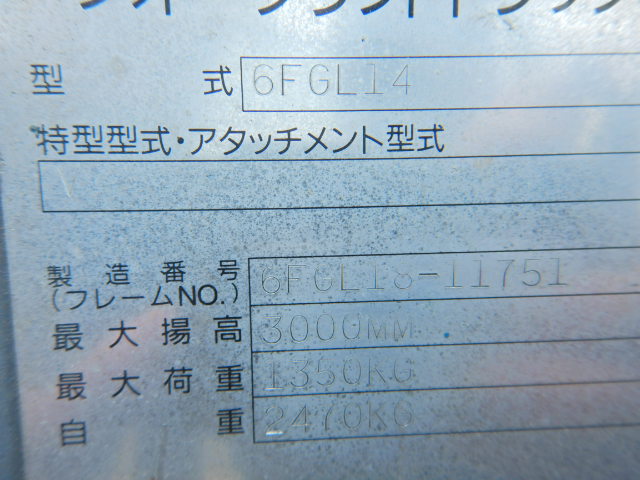 型 式 6FGL14
特型型式・アタッチメント型式
製造番号 6FGL18-11751
(フレームNO.)
最大揚高 3000MM
最大荷重 1350KG
自重 2470KG